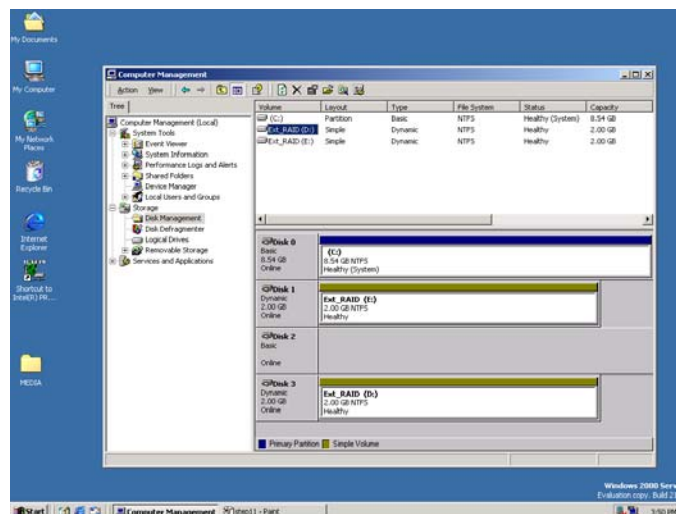 My Documents
My Computer
My Network Places
Recycle Bin
Internet Explorer
Shortcut to Intel(R) PR...
MEDIA
Computer Management
Action View
Tree
Computer Management (Local)
System Tools
Event Viewer
System Information
Performance Logs and Alerts
Shared Folders
Device Manager
Local Users and Groups
Storage
Disk Management
Disk Defragmenter
Logical Drives
Removable Storage
Services and Applications
Volume Layout Type File System Status Capacity
(C:) Partition Basic NTFS Healthy (System) 8.54 GB
Ext_RAID (D:) Simple Dynamic NTFS Healthy 2.00 GB
Ext_RAID (E:) Simple Dynamic NTFS Healthy 2.00 GB
Disk 0
Basic
8.54 GB
Online
(C:)
8.54 GB NTFS
Healthy (System)
Disk 1
Dynamic
2.00 GB
Online
Ext_RAID (E:)
2.00 GB NTFS
Healthy
Disk 2
Basic
Online
Disk 3
Dynamic
2.00 GB
Online
Ext_RAID (D:)
2.00 GB NTFS
Healthy
Primary Partition Simple Volume
Windows 2000 Serv
Evaluation copy. Build 21
Start Computer Management step11 - Paint 3:50 PM